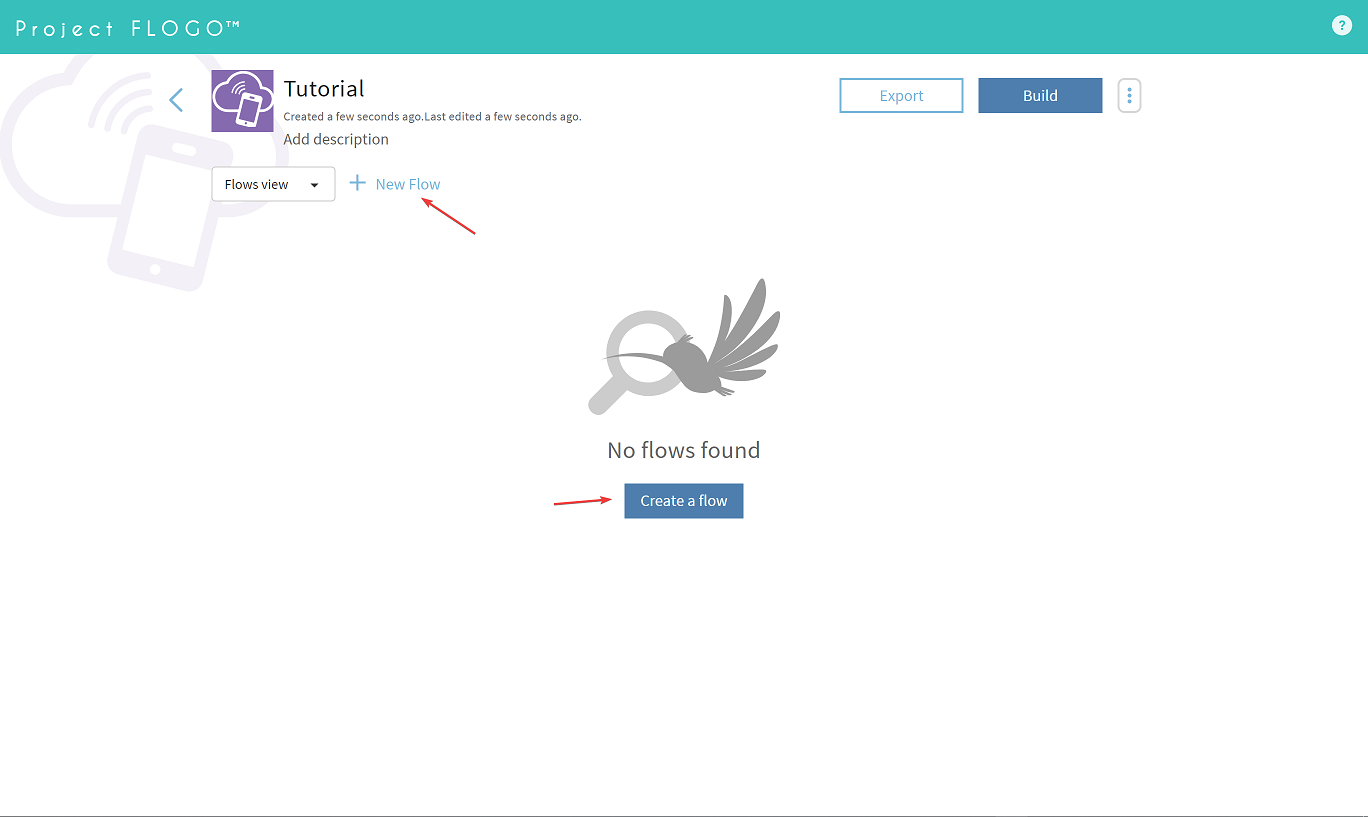 Project FLOGO™
?
Tutorial
Created a few seconds ago.Last edited a few seconds ago.
Add description
Export
Build
Flows view
New Flow
No flows found
Create a flow